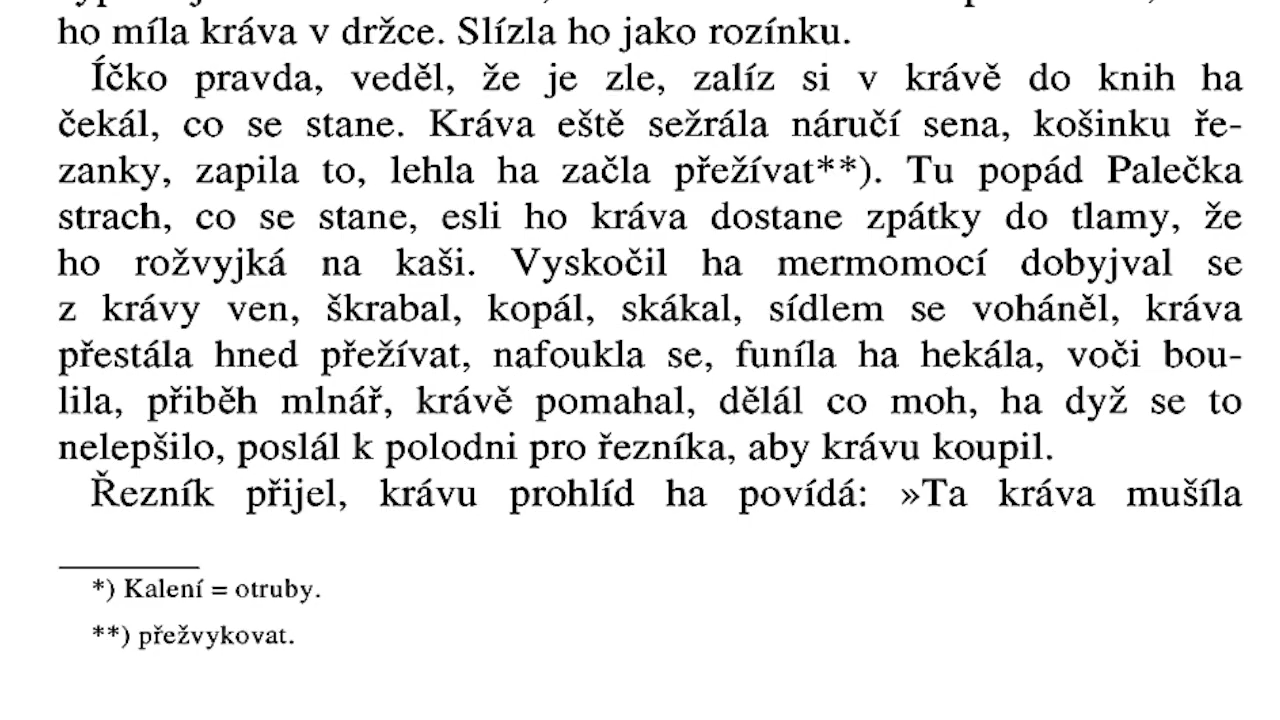 ho míla kráva v držce. Slízla ho jako rozínku.
Íčko pravda, veděl, že je zle, zalíz si v krávě do knih ha
čekál, co se stane. Kráva eště sežrála náručí sena, košinku ře-
zanky, zapila to, lehla ha začla přežívat**). Tu popád Palečka
strach, co se stane, esli ho kráva dostane zpátky do tlamy, že
ho rožvyjká na kaši. Vyskočil ha mermomocí dobyjval se
z krávy ven, škrabal, kopál, skákal, sídlem se voháněl, kráva
přestála hned přežívat, nafoukla se, funíla ha hekála, voči bou-
lila, přiběh mlnář, krávě pomahal, dělál co moh, ha dyž se to
nelepšilo, poslál k polodni pro řezníka, aby krávu koupil.
Řezník přijel, krávu prohlíd ha povídá: »Ta kráva mušíla
*) Kalení = otruby.
**) přežvykovat.